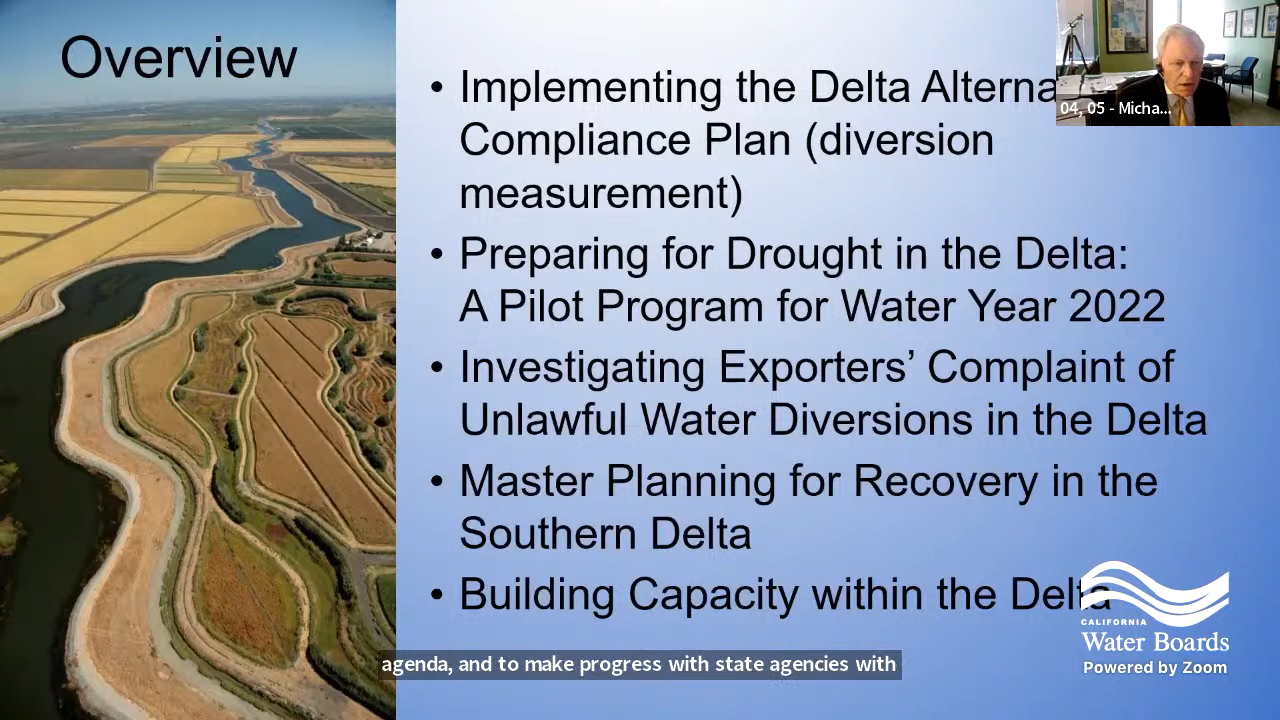 Overview
• Implementing the Delta Alterna
Compliance Plan (diversion
measurement)
• Preparing for Drought in the Delta:
A Pilot Program for Water Year 2022
• Investigating Exporters’ Complaint of
Unlawful Water Diversions in the Delta
• Master Planning for Recovery in the
Southern Delta
• Building Capacity within the Delta
04, 05 - Micha...
CALIFORNIA
Water Boards
Powered by Zoom
agenda, and to make progress with state agencies with